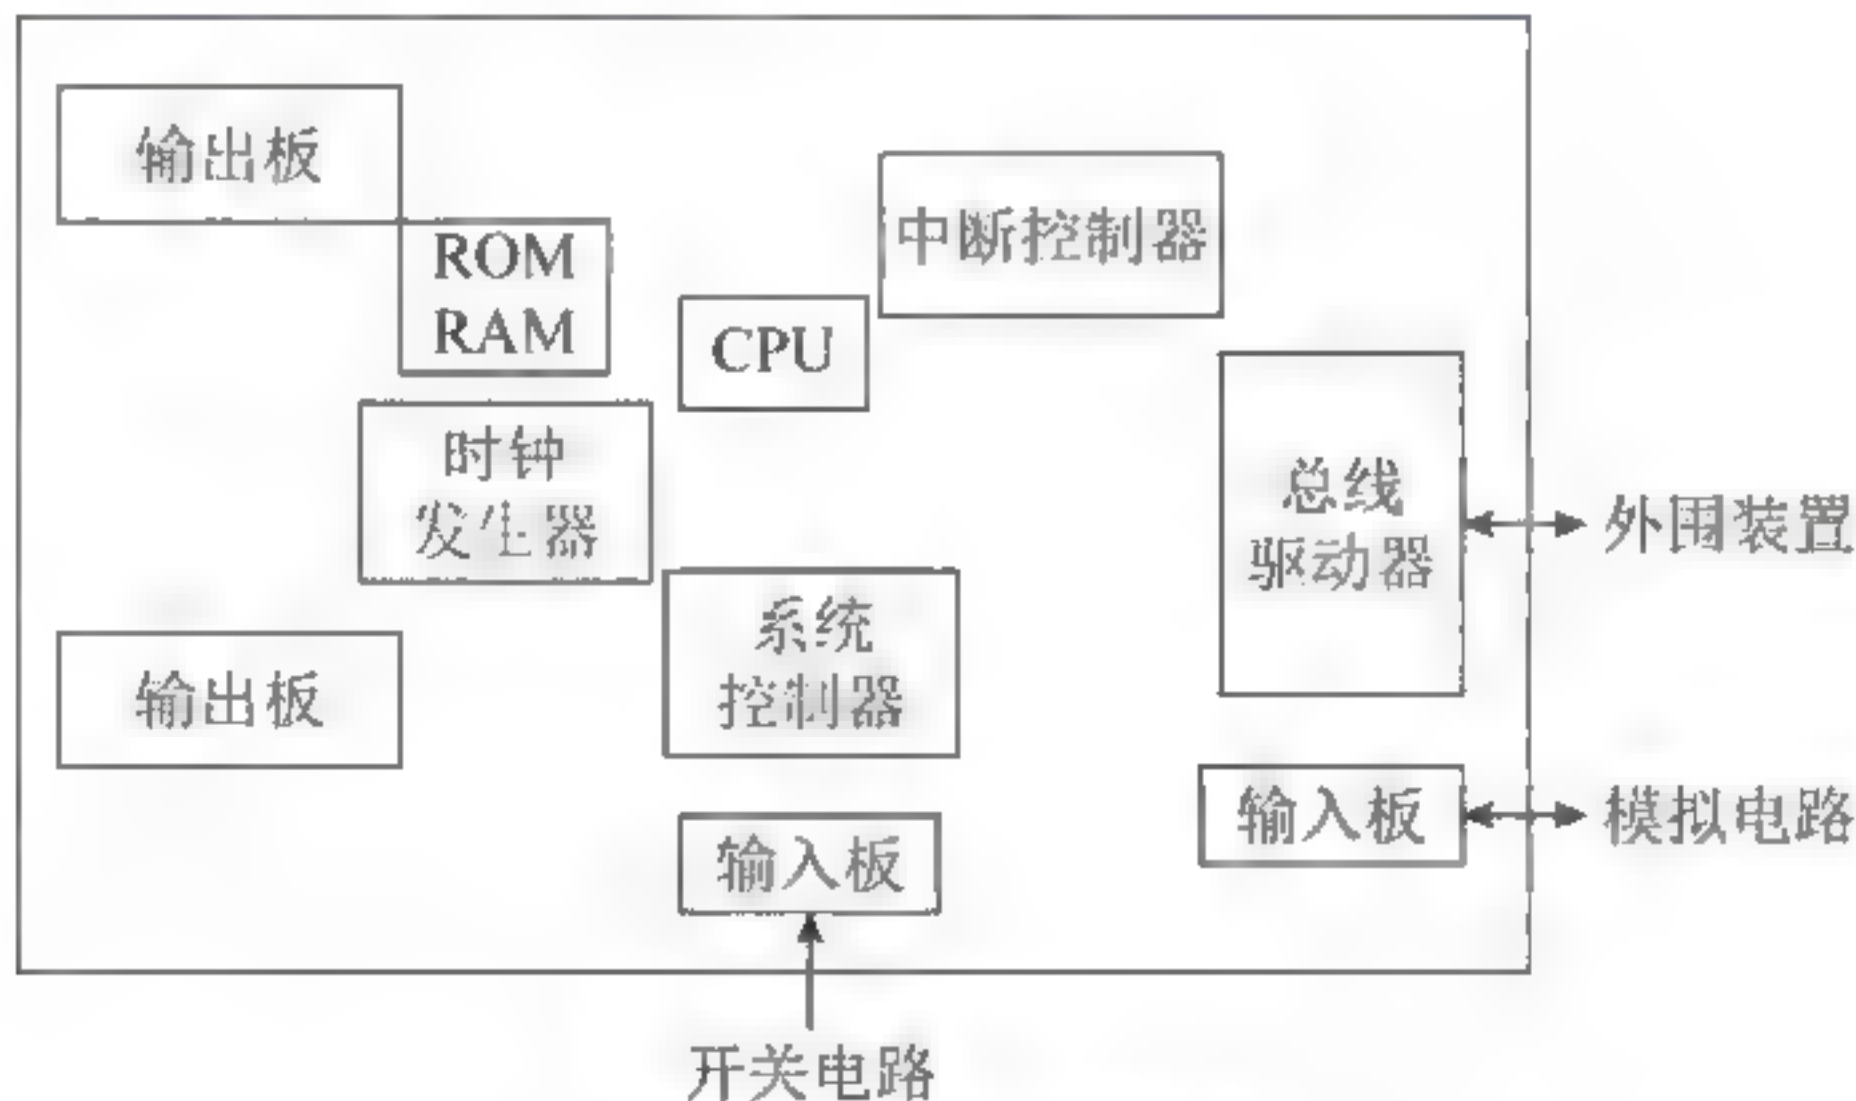 输出板
ROM
RAM
中断控制器
CPU
时钟
发生器
总线
驱动器
外围装置
系统
控制器
输出板
输入板
模拟电路
输入板
开关电路